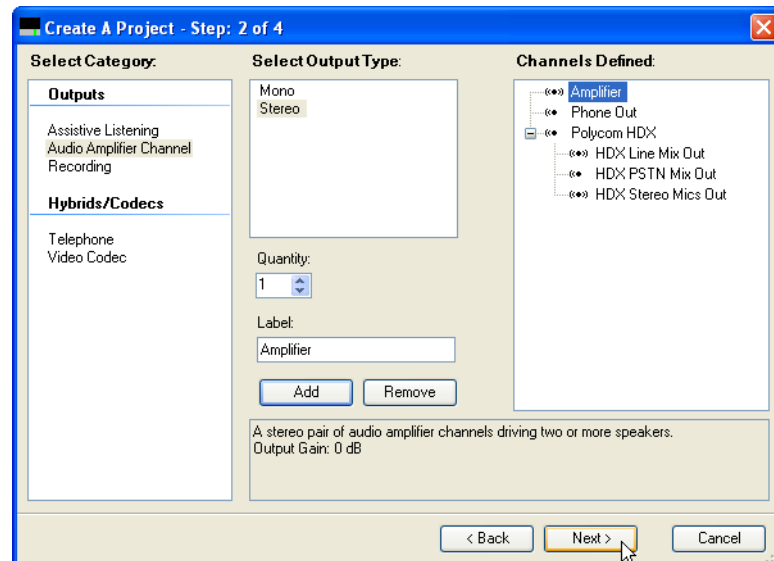 Create A Project - Step: 2 of 4
Select Category:
Outputs
Assistive Listening
Audio Amplifier Channel
Recording
Hybrids/Codecs
Telephone
Video Codec
Select Output Type:
Mono
Stereo
Quantity:
1
Label:
Amplifier
Add
Remove
Channels Defined:
Amplifier
Phone Out
Polycom HDX
HDX Line Mix Out
HDX PSTN Mix Out
HDX Stereo Mics Out
A stereo pair of audio amplifier channels driving two or more speakers.
Output Gain: 0 dB
< Back
Next >
Cancel